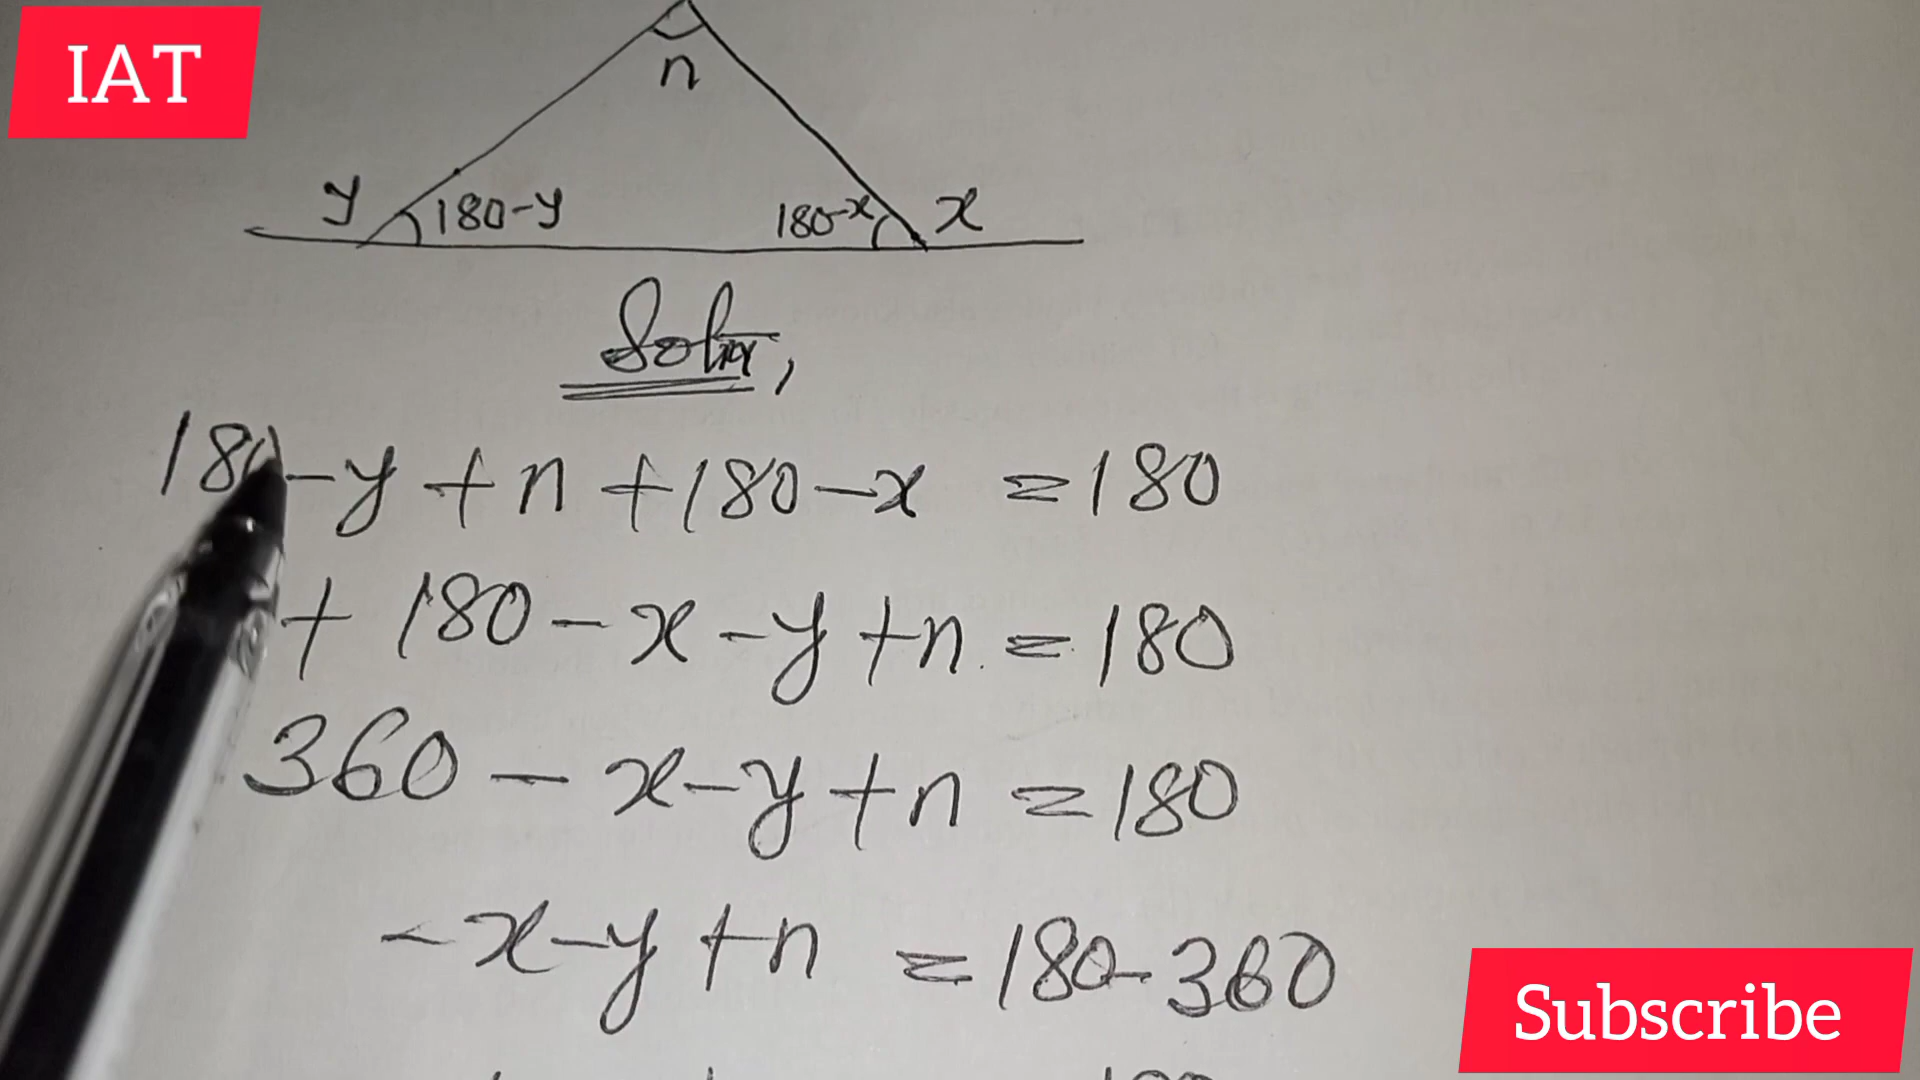 IAT
n
y 180-y 180-x x
Soln,
180-y+n+180-x =180
+ 180-x-y+n=180
360-x-y+n=180
-x-y+n =180-360
Subscribe